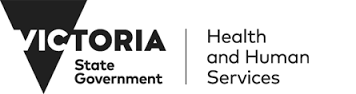 VICTORIA
State
Government
Health
and Human
Services